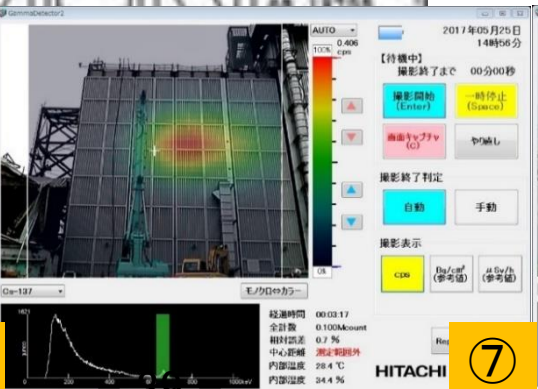 GammaDetector2
AUTO
0.406
cps
100%
0%
2017年05月25日
14時56分
【待機中】
撮影終了まで 00分00秒
撮影開始
(Enter)
一時停止
(Space)
画面キャプチャ
(C)
やり直し
撮影終了判定
自動
手動
撮影表示
cps
Bq/cm²
(参考値)
μSv/h
(参考値)
Cs-137
モノクロ⇔カラー
1000keV
経過時間 00:03:17
全計数 0.100Mcount
相対誤差 0.7 %
中心距離 測定範囲外
内部温度 28.4 ℃
内部湿度 34.4 %
HITACHI
⑦